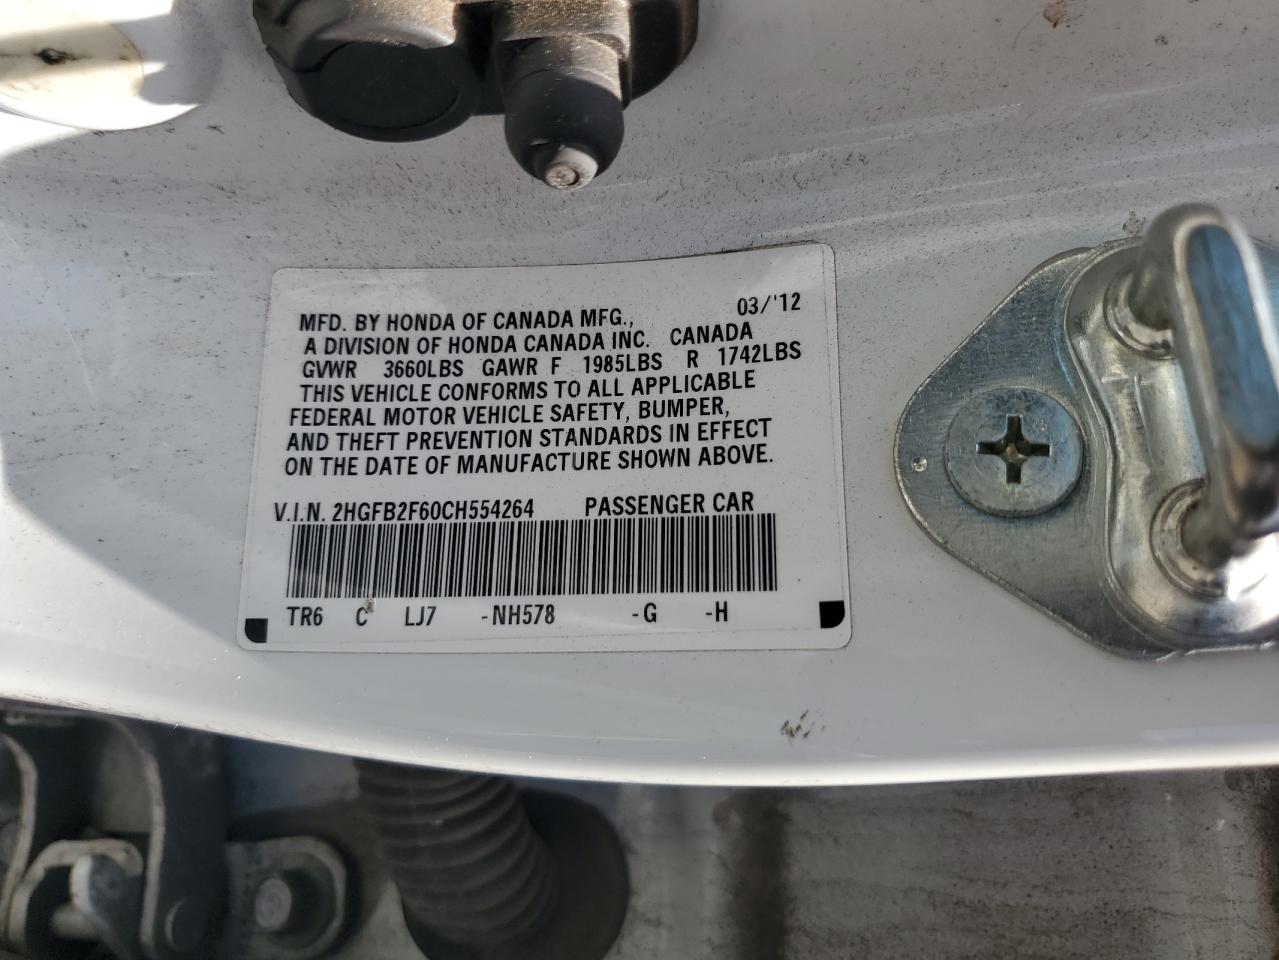 MFD. BY HONDA OF CANADA MFG., 03/'12
A DIVISION OF HONDA CANADA INC. CANADA
GVWR 3660LBS GAWR F 1985LBS R 1742LBS
THIS VEHICLE CONFORMS TO ALL APPLICABLE
FEDERAL MOTOR VEHICLE SAFETY, BUMPER,
AND THEFT PREVENTION STANDARDS IN EFFECT
ON THE DATE OF MANUFACTURE SHOWN ABOVE.
V.I.N. 2HGFB2F60CH554264 PASSENGER CAR
TR6 C LJ7 -NH578 -G -H